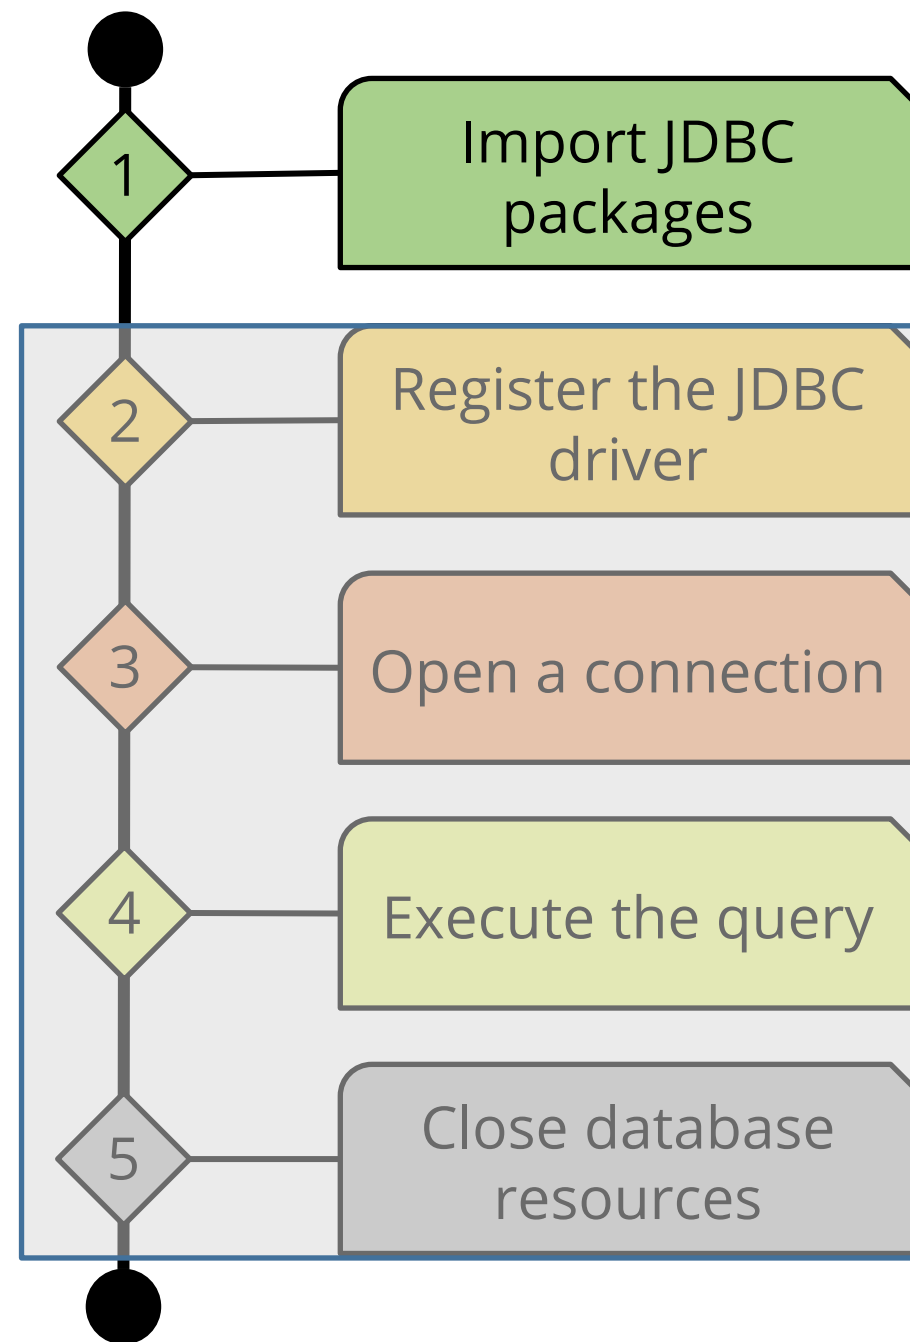 1
Import JDBC
packages
2
Register the JDBC
driver
3
Open a connection
4
Execute the query
5
Close database
resources